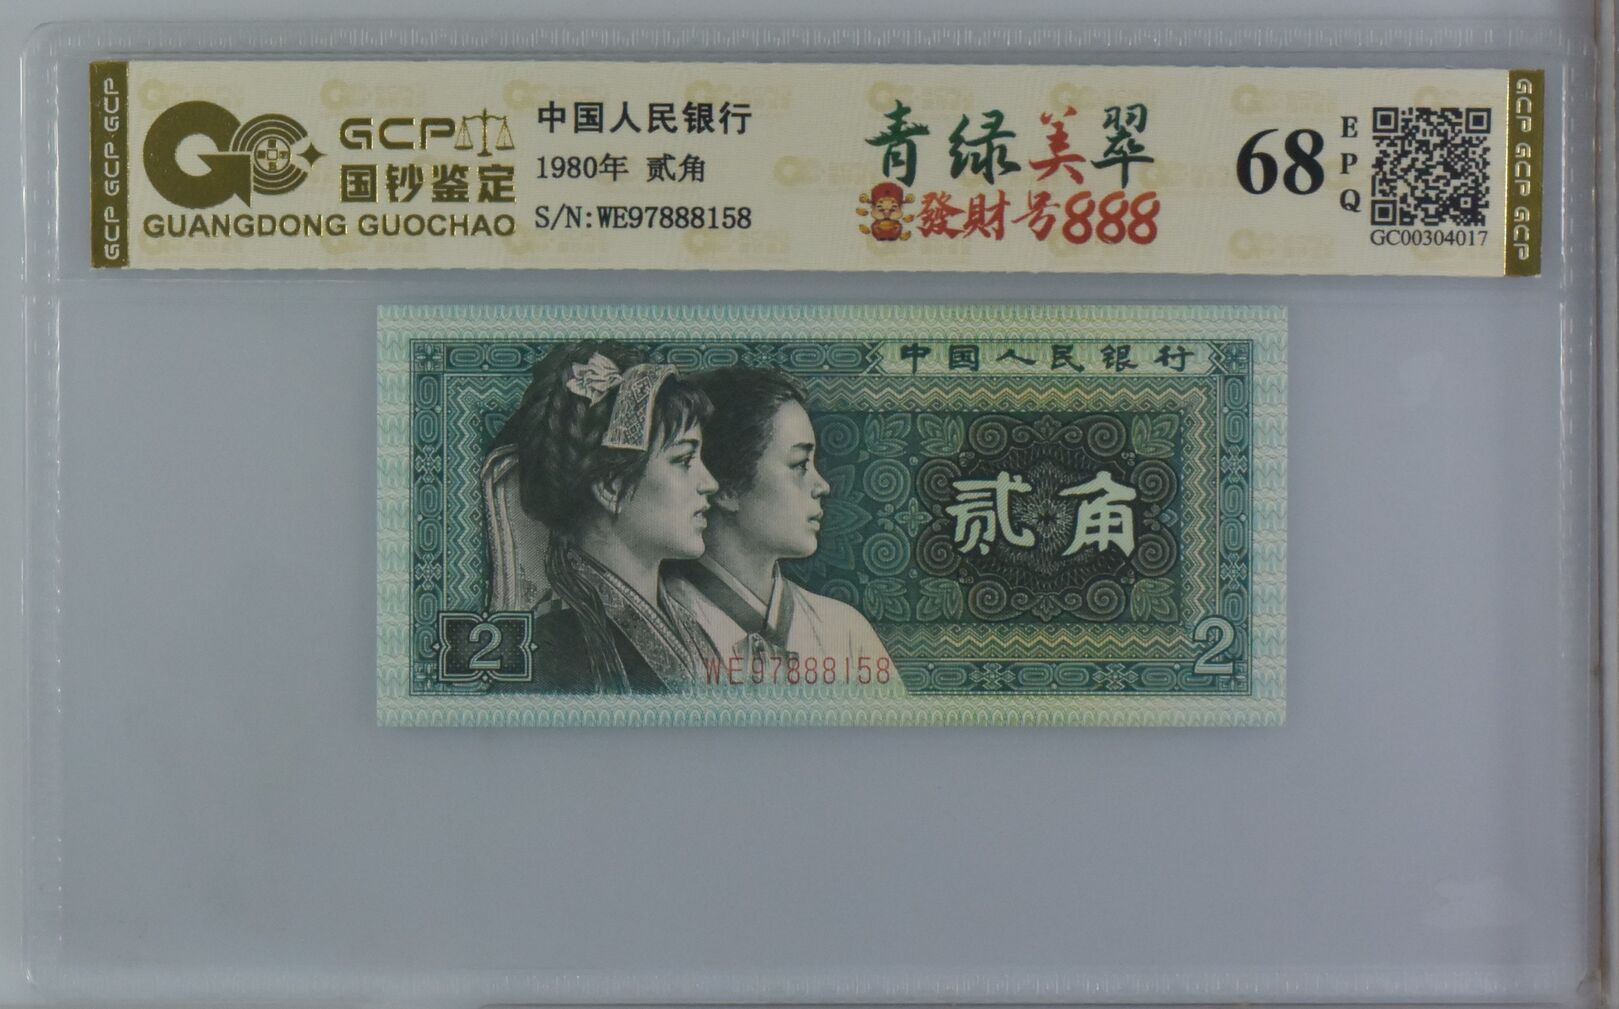 GCP GCP·GCP
GCP
国钞鉴定
GUANGDONG GUOCHAO
中国人民银行
1980年 贰角
S/N:WE97888158
青绿美翠
發財号888
68
EPQ
GC00304017
GCP GCP GCP
中国人民银行
贰角
2
2
WE97888158